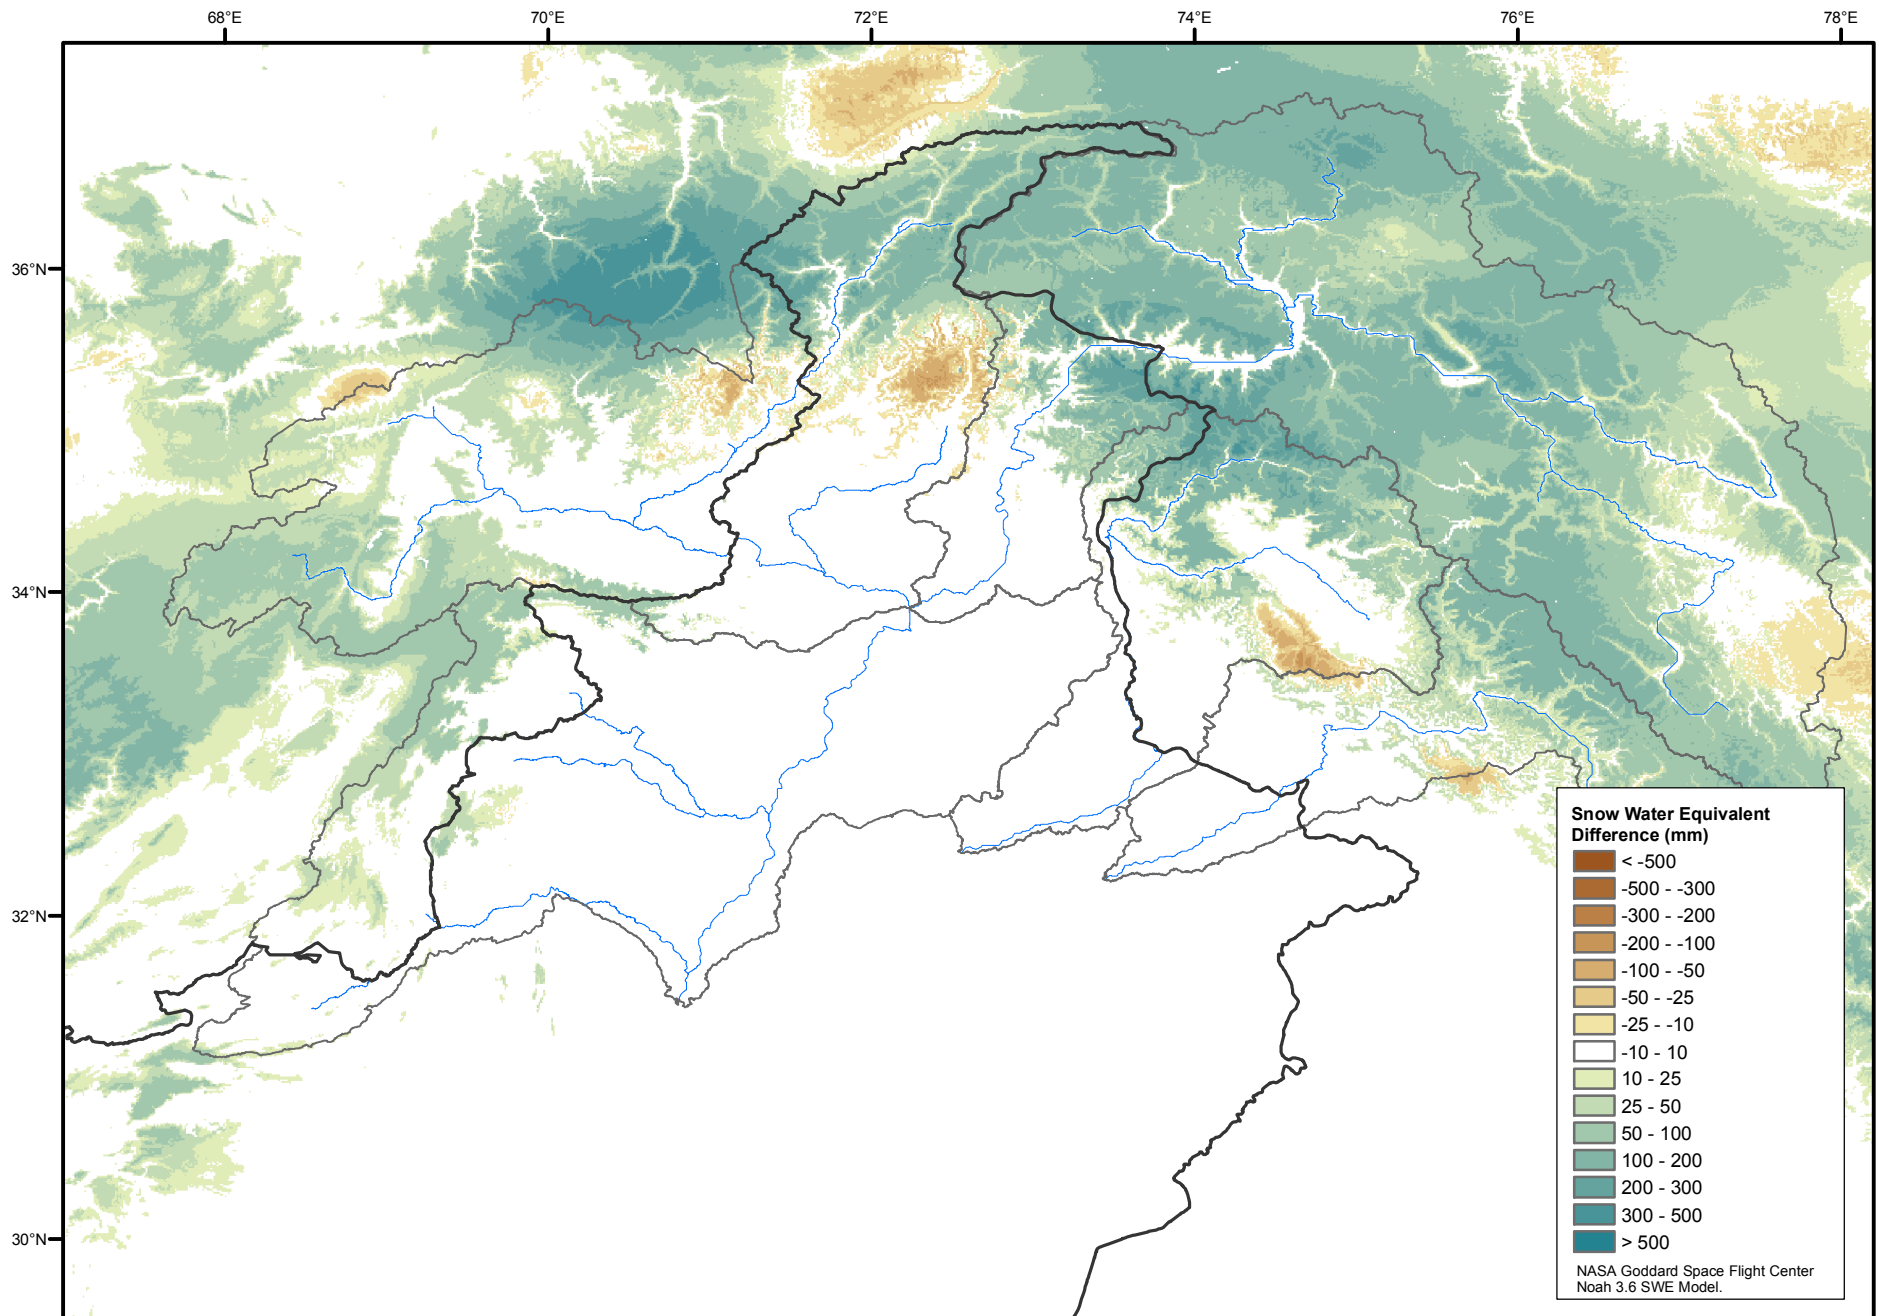 68°E 70°E 72°E 74°E 76°E 78°E
36°N
34°N
32°N
30°N
Snow Water Equivalent
Difference (mm)
< -500
-500 - -300
-300 - -200
-200 - -100
-100 - -50
-50 - -25
-25 - -10
-10 - 10
10 - 25
25 - 50
50 - 100
100 - 200
200 - 300
300 - 500
> 500
NASA Goddard Space Flight Center
Noah 3.6 SWE Model.